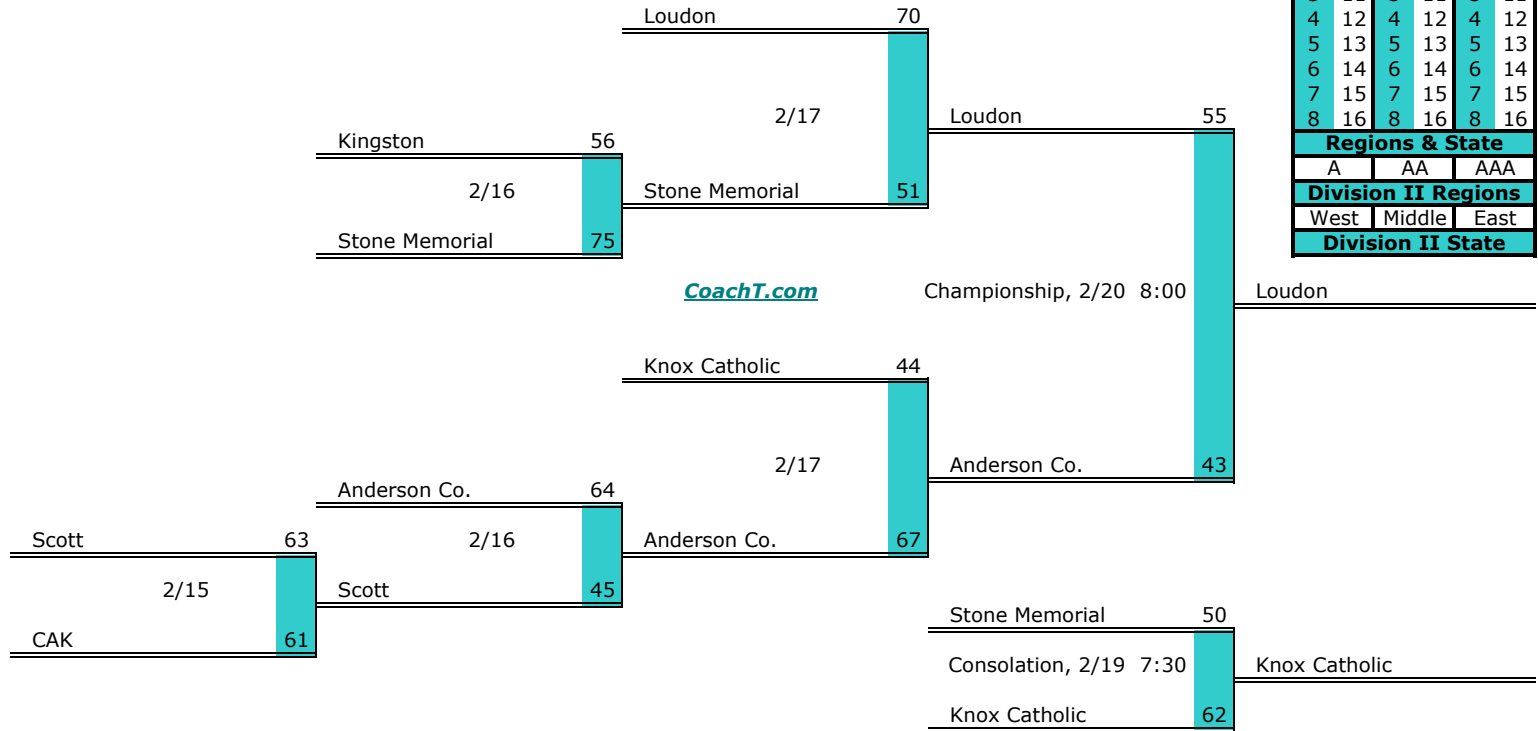 Loudon 70
4 12 4 12 4 12
5 13 5 13 5 13
6 14 6 14 6 14
7 15 7 15 7 15
2/17 Loudon 55
8 16 8 16 8 16
Kingston 56
Regions & State
A AA AAA
2/16 Stone Memorial 51
Division II Regions
West Middle East
Stone Memorial 75
Division II State
CoachT.com Championship, 2/20 8:00 Loudon
Knox Catholic 44
2/17 Anderson Co. 43
Anderson Co. 64
Scott 63 2/16 Anderson Co. 67
2/15 Scott 45
Stone Memorial 50
CAK 61
Consolation, 2/19 7:30 Knox Catholic
Knox Catholic 62